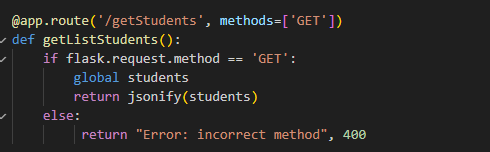 @app.route('/getStudents', methods=['GET'])
def getListStudents():
    if flask.request.method == 'GET':
        global students
        return jsonify(students)
    else:
         return "Error: incorrect method", 400